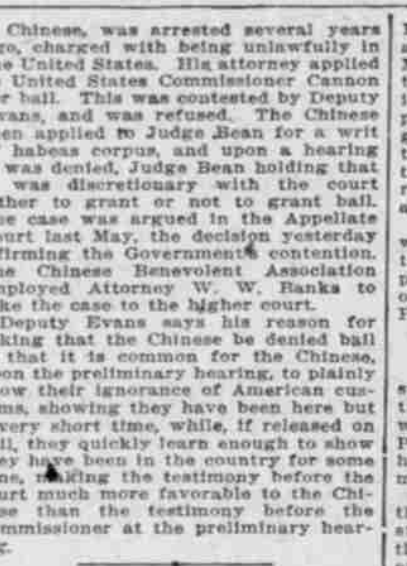 Chinese, was arrested several years
go, charged with being unlawfully in
e United States. His attorney applied
United States Commissioner Cannon
r bail. This was contested by Deputy
vans, and was refused. The Chinese
en applied to Judge Bean for a writ
habeas corpus, and upon a hearing
was denied, Judge Bean holding that
was discretionary with the court
ther to grant or not to grant bail.
e case was argued in the Appellate
ourt last May, the decision yesterday
firming the Government's contention.
he Chinese Benevolent Association
mployed Attorney W. W. Banks to
ke the case to the higher court.
Deputy Evans says his reason for
king that the Chinese be denied bail
that it is common for the Chinese,
on the preliminary hearing, to plainly
ow their ignorance of American cus-
ms, showing they have been here but
very short time, while, if released on
il, they quickly learn enough to show
ey have been in the country for some
me, making the testimony before the
urt much more favorable to the Chi-
se than the testimony before the
mmissioner at the preliminary hear-
g.